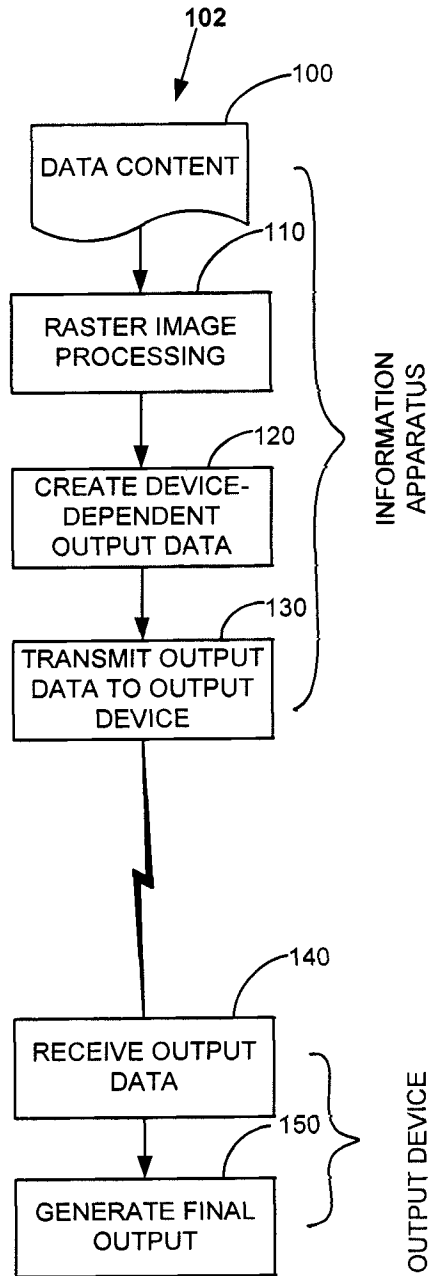 102
100
DATA CONTENT
110
RASTER IMAGE
PROCESSING
120
CREATE DEVICE-
DEPENDENT
OUTPUT DATA
130
TRANSMIT OUTPUT
DATA TO OUTPUT
DEVICE
INFORMATION
APPARATUS
140
RECEIVE OUTPUT
DATA
150
GENERATE FINAL
OUTPUT
OUTPUT DEVICE